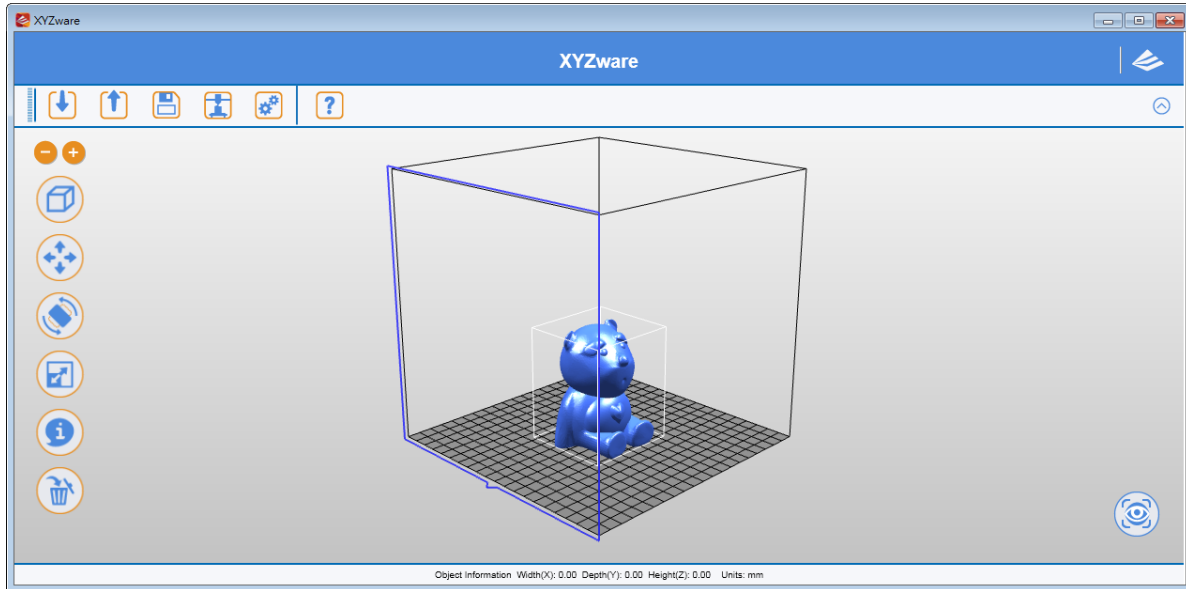 XYZware
XYZware
?
i
Object Information Width(X): 0.00 Depth(Y): 0.00 Height(Z): 0.00 Units: mm